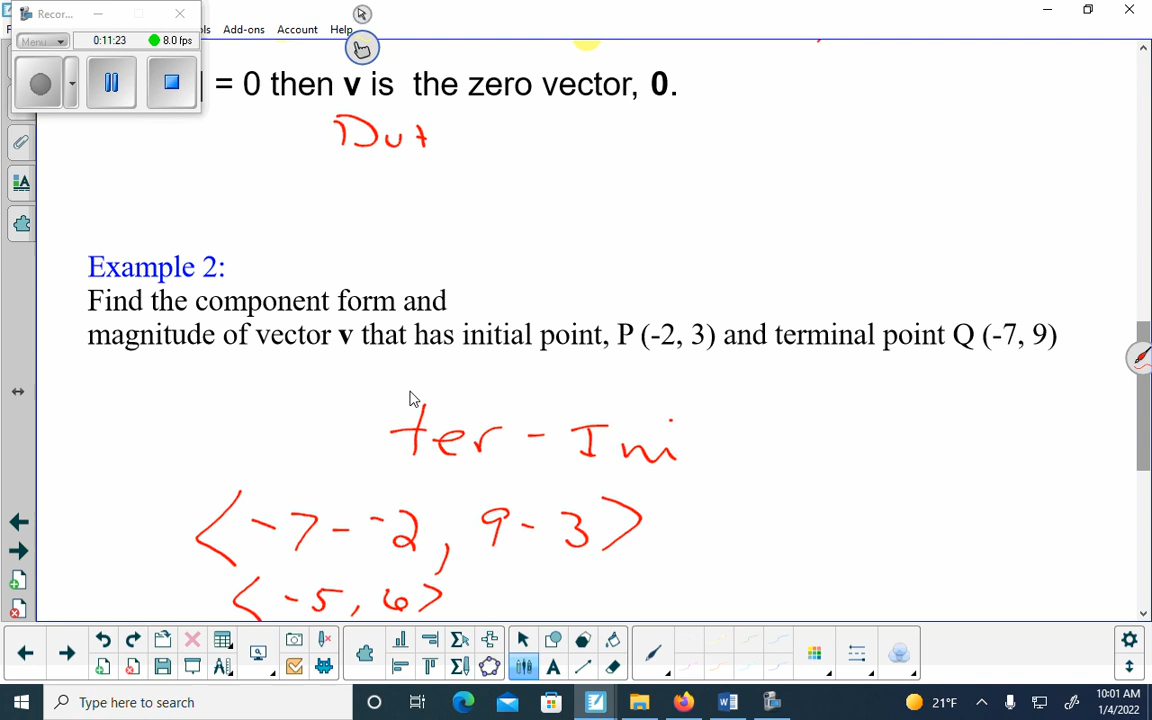 Recor...
Menu
0:11:23
8.0 fps
ols Add-ons Account Help
= 0 then v is the zero vector, 0.
Dut
Example 2:
Find the component form and
magnitude of vector v that has initial point, P (-2, 3) and terminal point Q (-7, 9)
ter - Ini
<-7 - -2, 9 - 3>
<-5, 6>
Type here to search
21°F
10:01 AM
1/4/2022